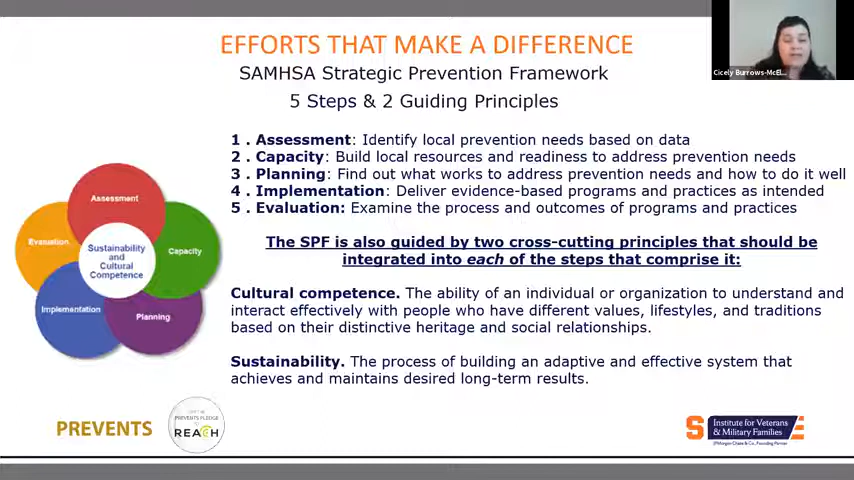 EFFORTS THAT MAKE A DIFFERENCE
SAMHSA Strategic Prevention Framework
5 Steps & 2 Guiding Principles
Cicely Burrows-McEl...
1 . Assessment: Identify local prevention needs based on data
2 . Capacity: Build local resources and readiness to address prevention needs
3 . Planning: Find out what works to address prevention needs and how to do it well
4 . Implementation: Deliver evidence-based programs and practices as intended
5 . Evaluation: Examine the process and outcomes of programs and practices
Assessment
Evaluation
Sustainability
and
Cultural
Competence
Capacity
Implementation
Planning
The SPF is also guided by two cross-cutting principles that should be
integrated into each of the steps that comprise it:
Cultural competence. The ability of an individual or organization to understand and
interact effectively with people who have different values, lifestyles, and traditions
based on their distinctive heritage and social relationships.
Sustainability. The process of building an adaptive and effective system that
achieves and maintains desired long-term results.
PREVENTS
PREVENTS PLEDGE
REACH
S
Institute for Veterans
& Military Families
JPMorgan Chase & Co., Founding Partner